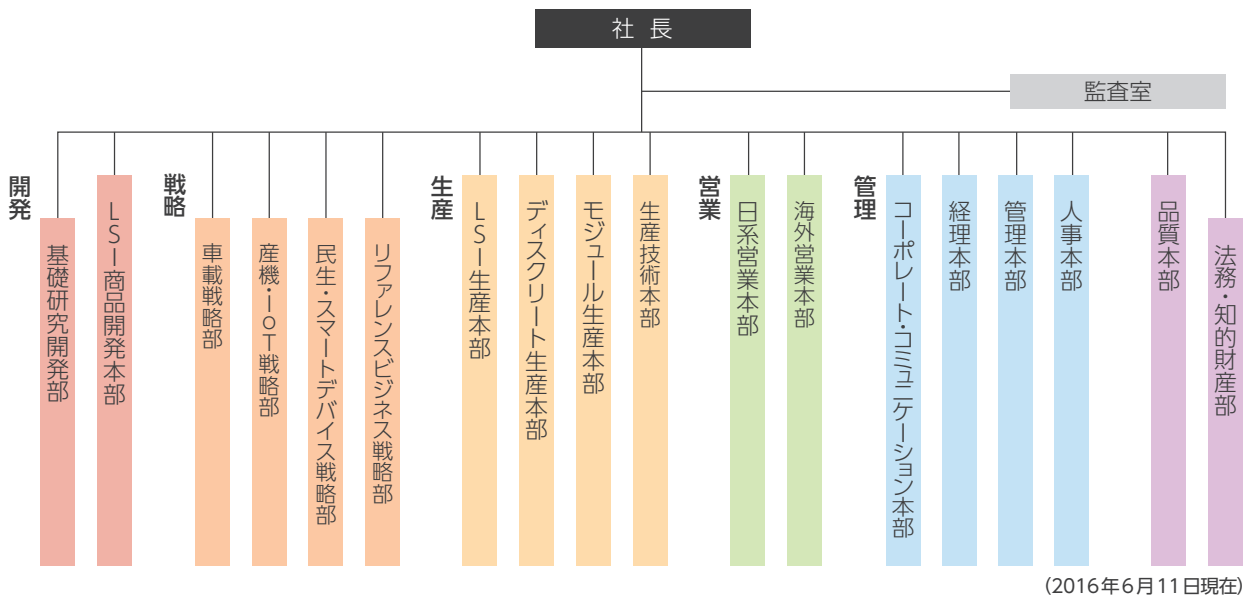 社長
監査室
開発
基礎研究開発部
LSI商品開発本部
戦略
車載戦略部
産機・IoT戦略部
民生・スマートデバイス戦略部
リファレンスビジネス戦略部
生産
LSI生産本部
ディスクリート生産本部
モジュール生産本部
生産技術本部
営業
日系営業本部
海外営業本部
管理
コーポレート・コミュニケーション本部
経理本部
管理本部
人事本部
品質本部
法務・知的財産部
(2016年6月11日現在)